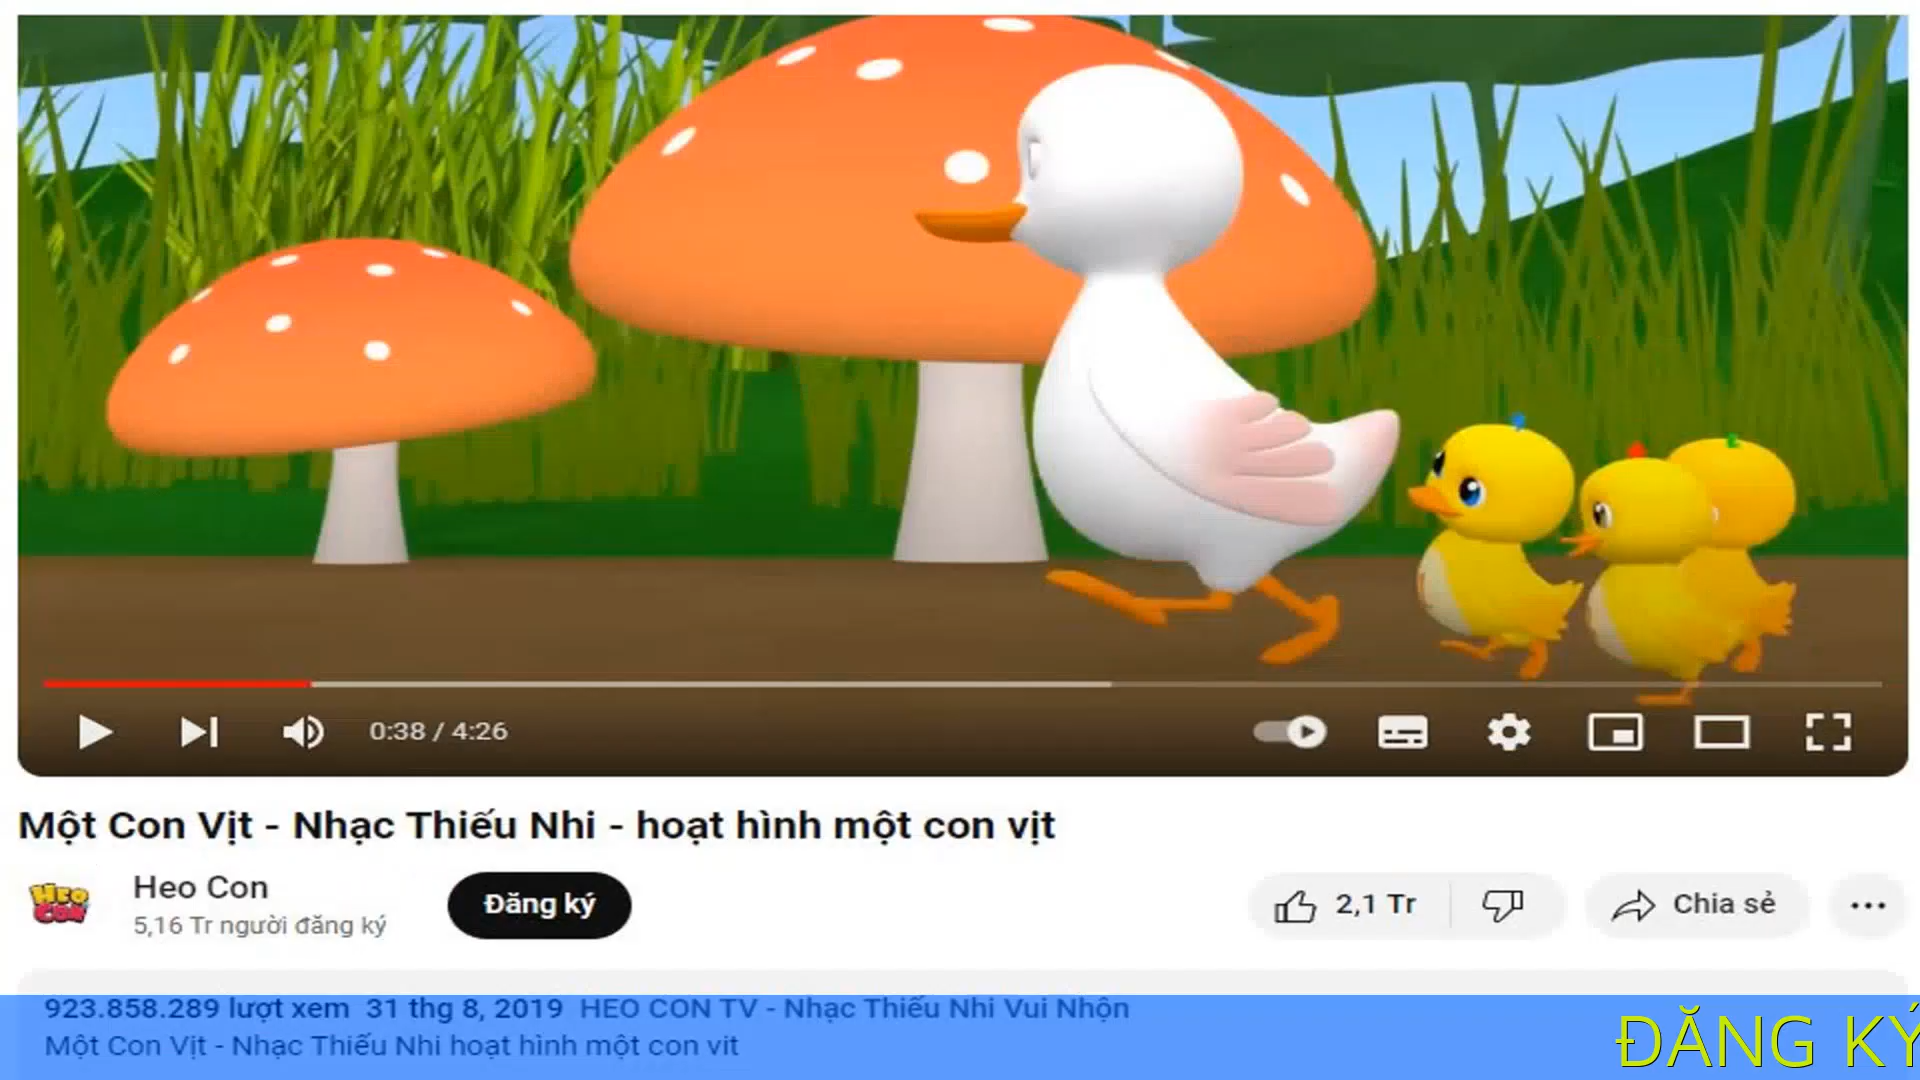 0:38 / 4:26
Một Con Vịt - Nhạc Thiếu Nhi - hoạt hình một con vịt
HEO
CON
Heo Con
5,16 Tr người đăng ký
Đăng ký
2,1 Tr
Chia sẻ
923.858.289 lượt xem 31 thg 8, 2019 HEO CON TV - Nhạc Thiếu Nhi Vui Nhộn
Một Con Vịt - Nhạc Thiếu Nhi hoạt hình một con vit
ĐĂNG KÝ